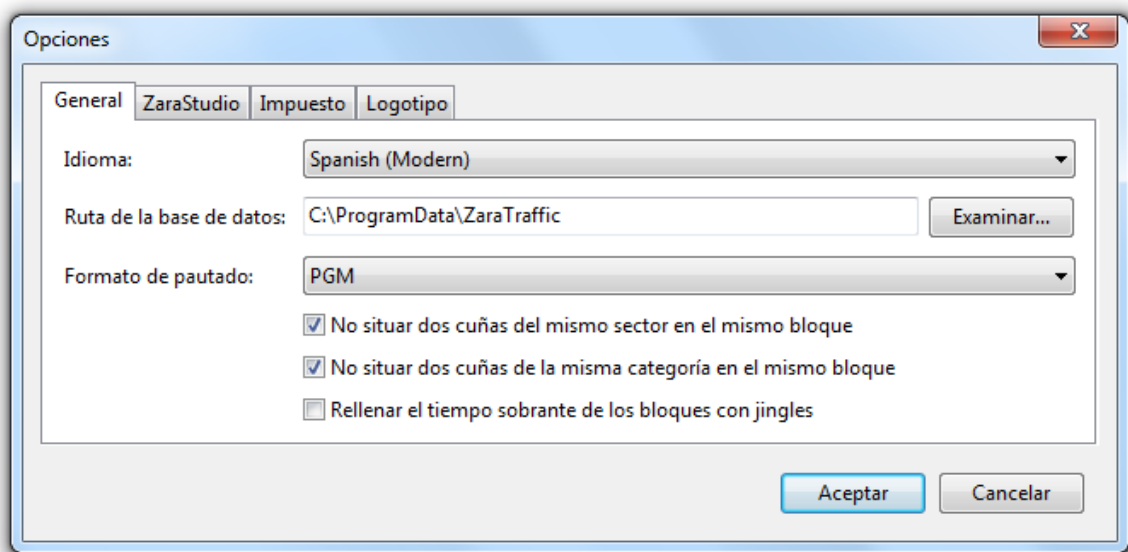 Opciones
General ZaraStudio Impuesto Logotipo
Idioma: Spanish (Modern)
Ruta de la base de datos: C:\ProgramData\ZaraTraffic Examinar...
Formato de pautado: PGM
No situar dos cuñas del mismo sector en el mismo bloque
No situar dos cuñas de la misma categoría en el mismo bloque
Rellenar el tiempo sobrante de los bloques con jingles
Aceptar Cancelar